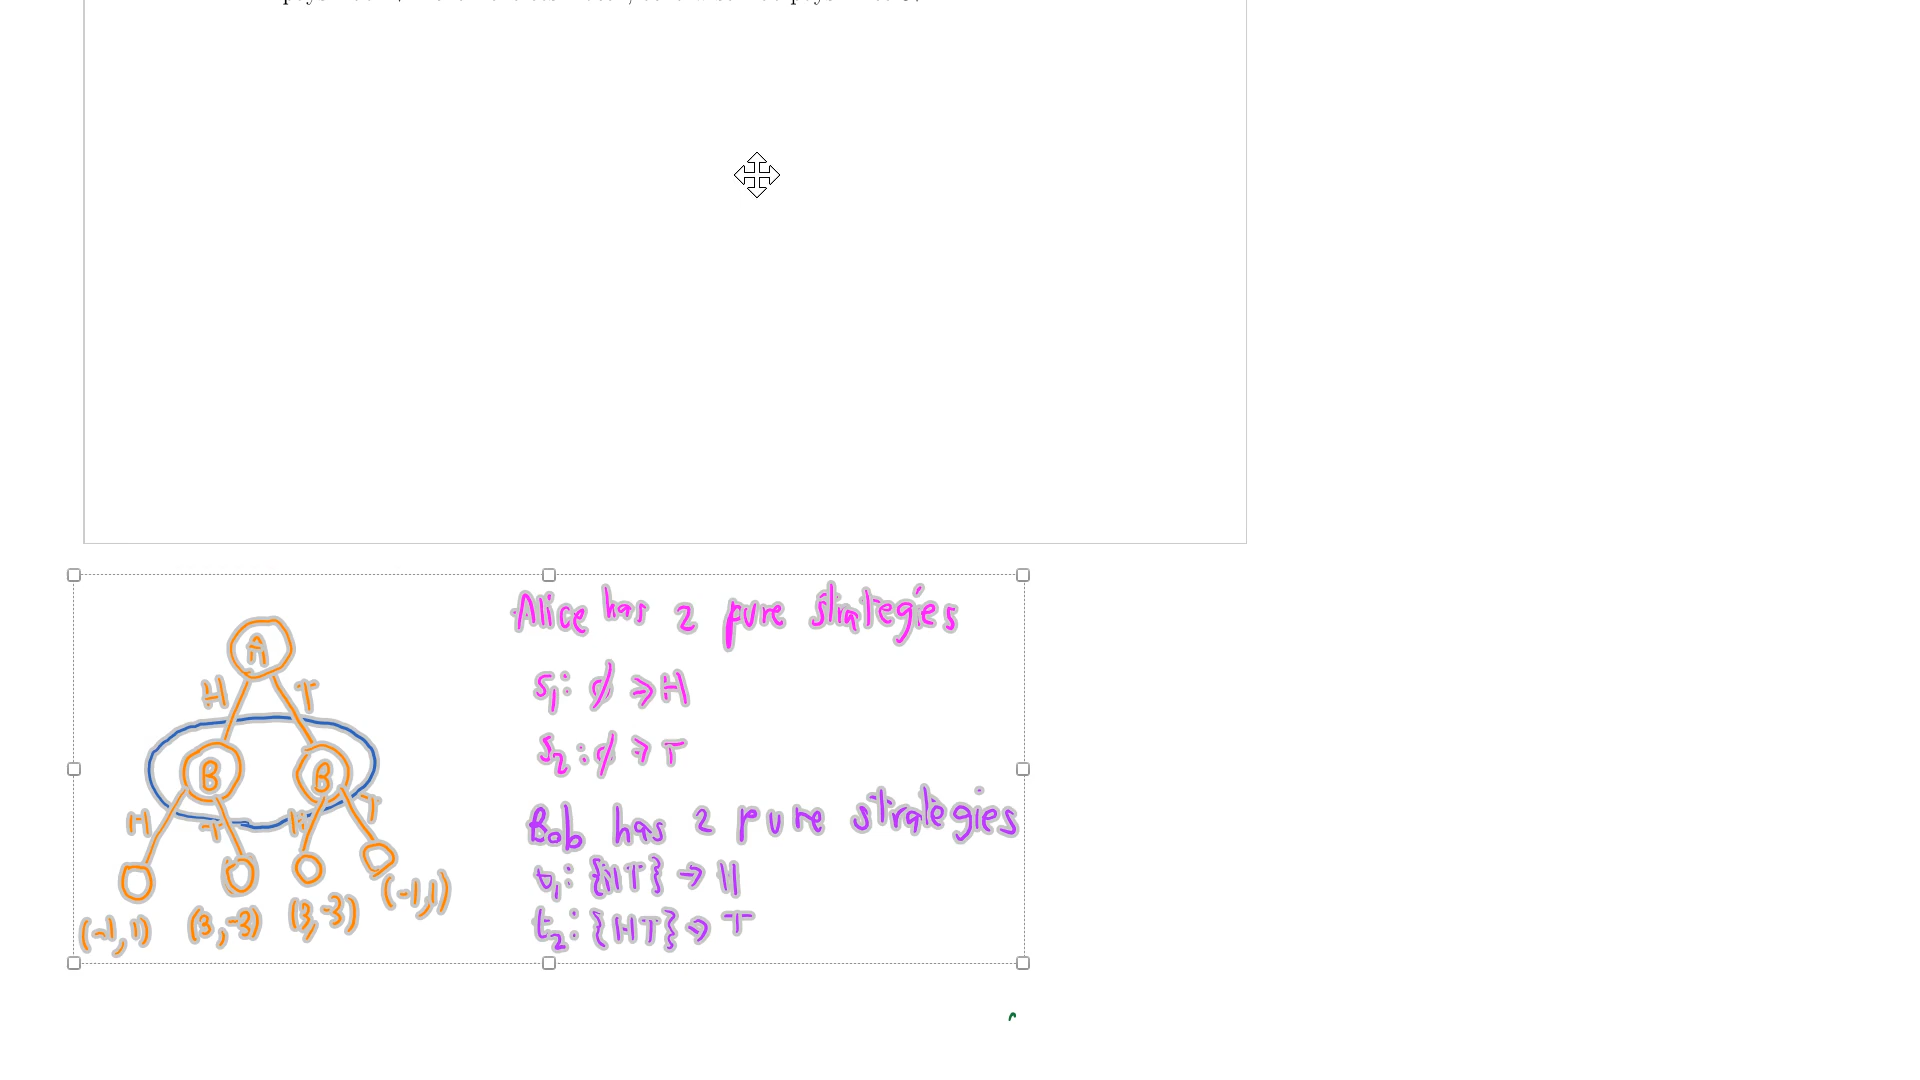 A
H T
B B
H T H T
(-1, 1) (3, -3) (3, -3) (-1, 1)
Alice has 2 pure strategies
s₁: ∅ → H
s₂: ∅ → T
Bob has 2 pure strategies
t₁: {HT} → H
t₂: {HT} → T